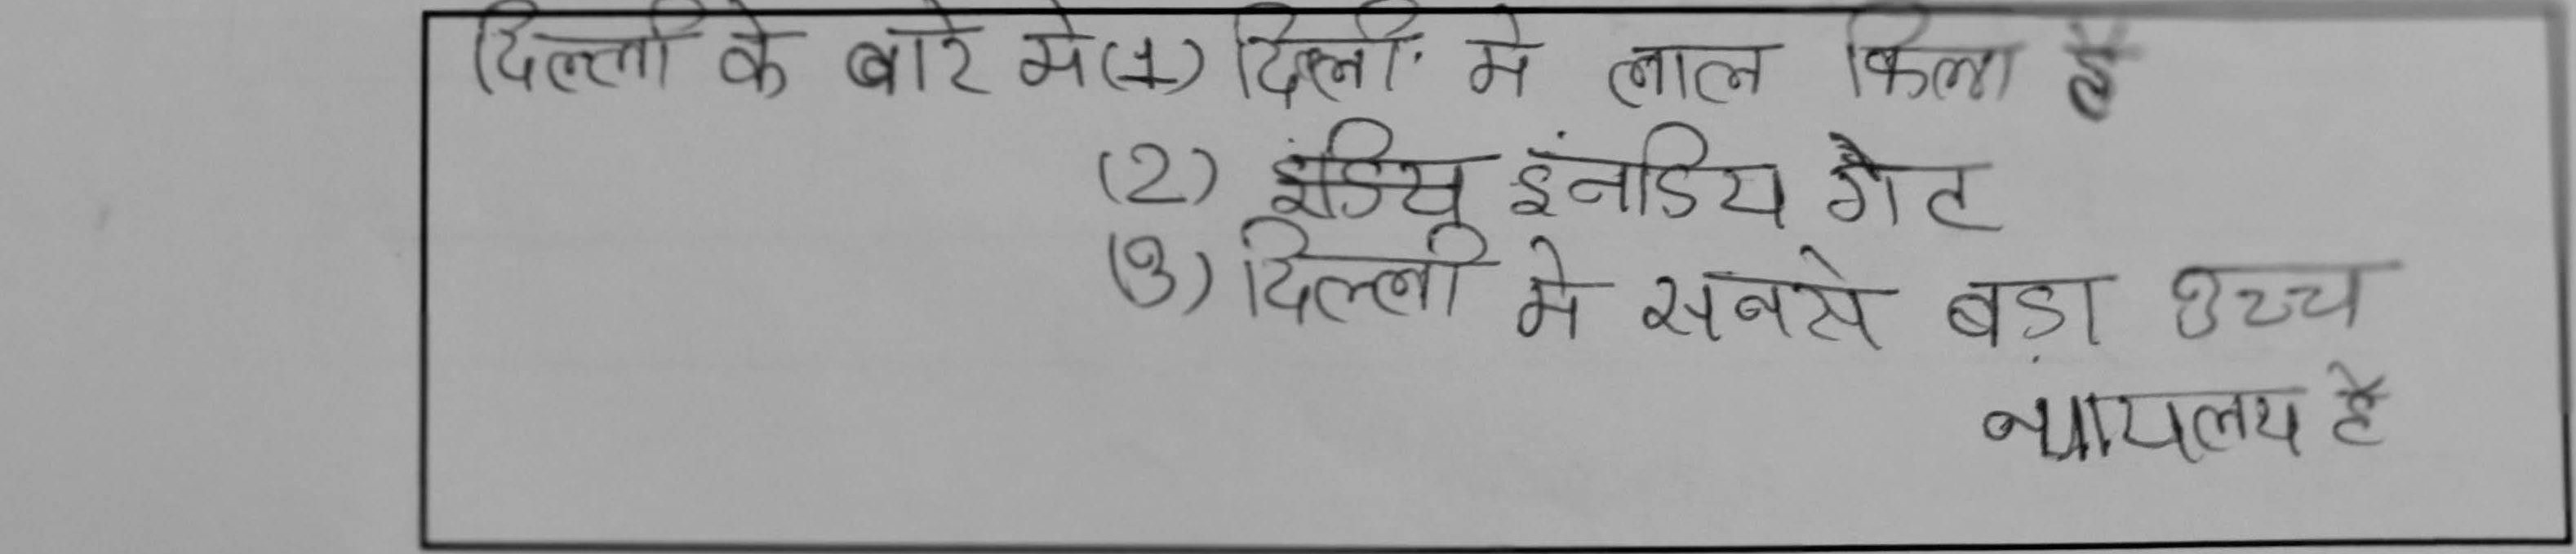 दिल्ली के बारे मे (1) दिल्ली मे लाल किला है
(2) इंडियु इंनडिय गैट
(3) दिल्ली मे सबसे बड़ा उच्च
न्यायलय है